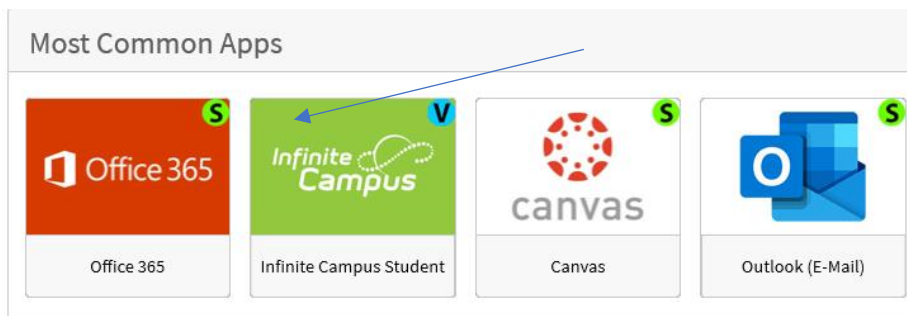 Most Common Apps
S
Office 365
V
Infinite
Campus
S
canvas
S
O
Office 365
Infinite Campus Student
Canvas
Outlook (E-Mail)